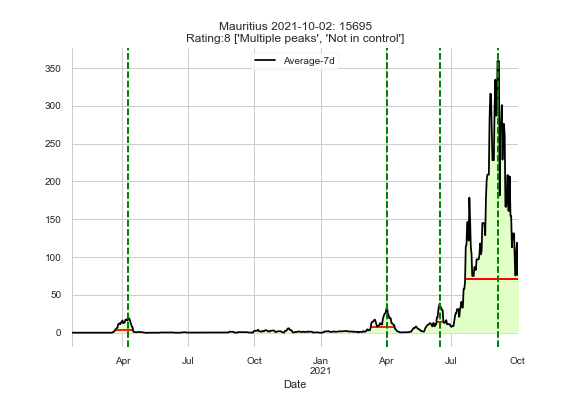 Mauritius 2021-10-02: 15695
Rating:8 ['Multiple peaks', 'Not in control']
Average-7d
350
300
250
200
150
100
50
0
Apr Jul Oct Jan Apr Jul Oct
2021
Date